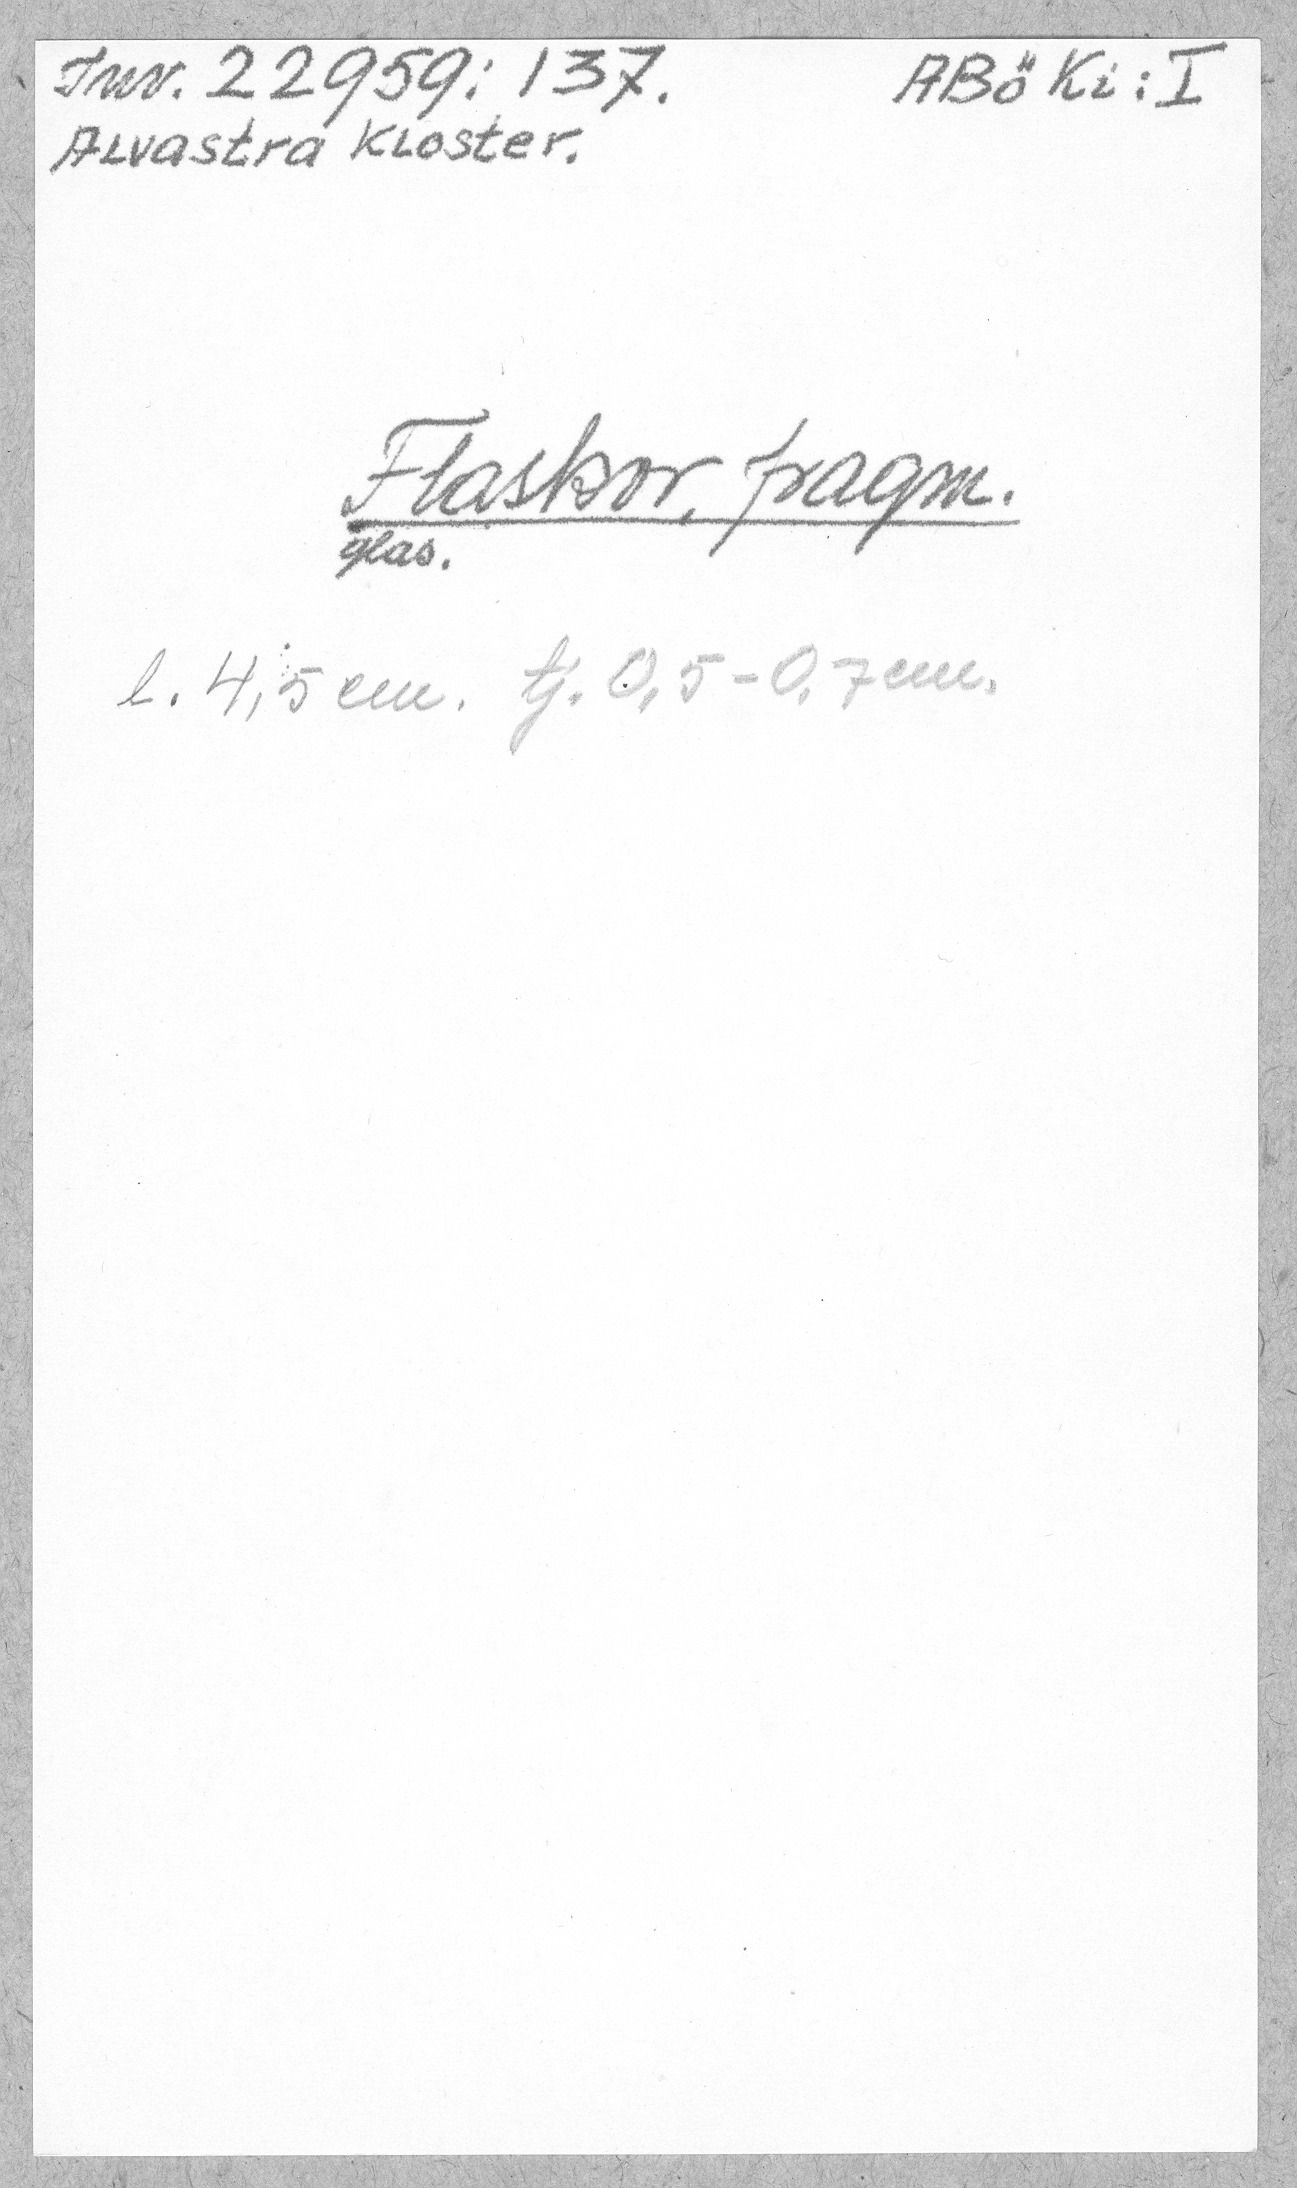 Inv. 22959: 137. ABö Ki: I
Alvastra Kloster.
Flaskor, fragm.
glas.
l. 4,5 cm. tj. 0,5-0,7 cm.